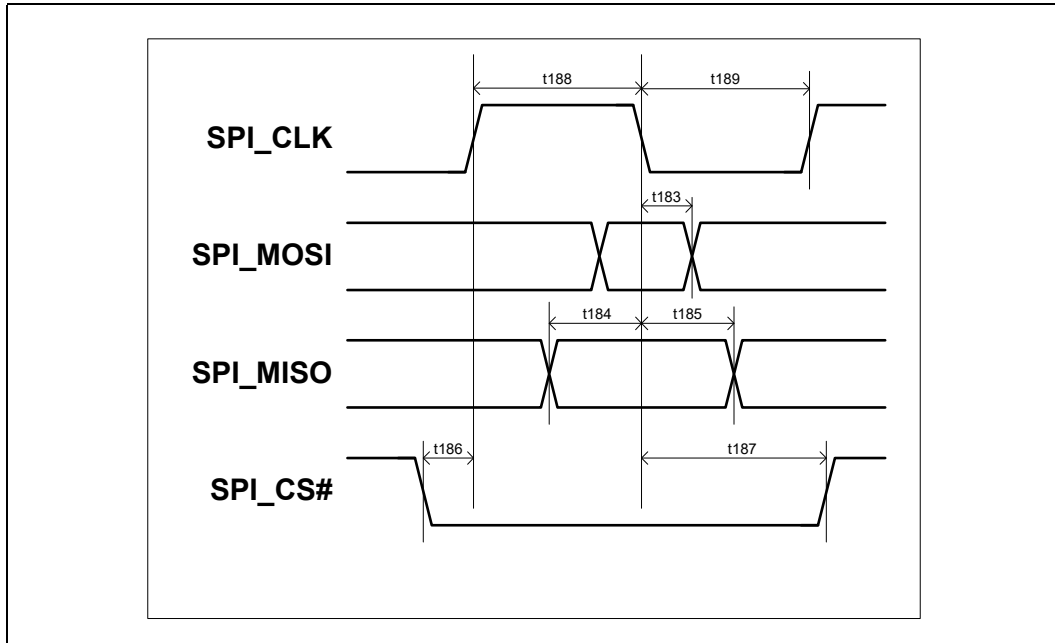 t188
t189
SPI_CLK
t183
SPI_MOSI
t184
t185
SPI_MISO
t186
t187
SPI_CS#